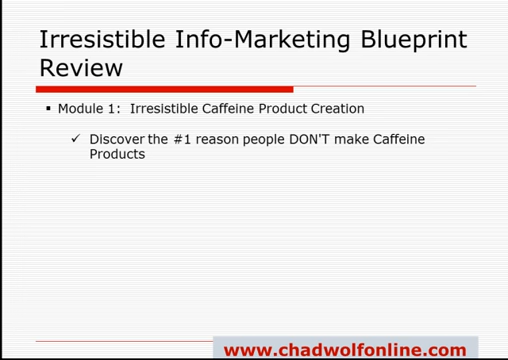 Irresistible Info-Marketing Blueprint
Review
▪ Module 1: Irresistible Caffeine Product Creation
✓ Discover the #1 reason people DON'T make Caffeine
Products
www.chadwolfonline.com